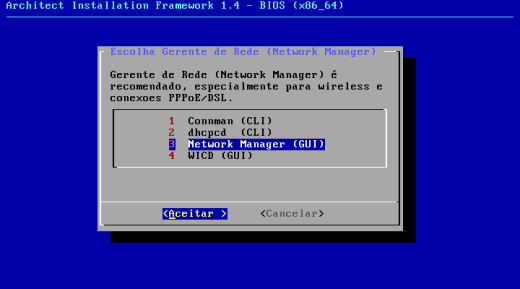 Architect Installation Framework 1.4 - BIOS (x86_64)
Escolha Gerente de Rede (Network Manager)
Gerente de Rede (Network Manager) é
recomendado, especialmente para wireless e
conexoes PPPoE/DSL.
1 Connman (CLI)
2 dhcpcd (CLI)
3 Network Manager (GUI)
4 WICD (GUI)
<Aceitar > <Cancelar>